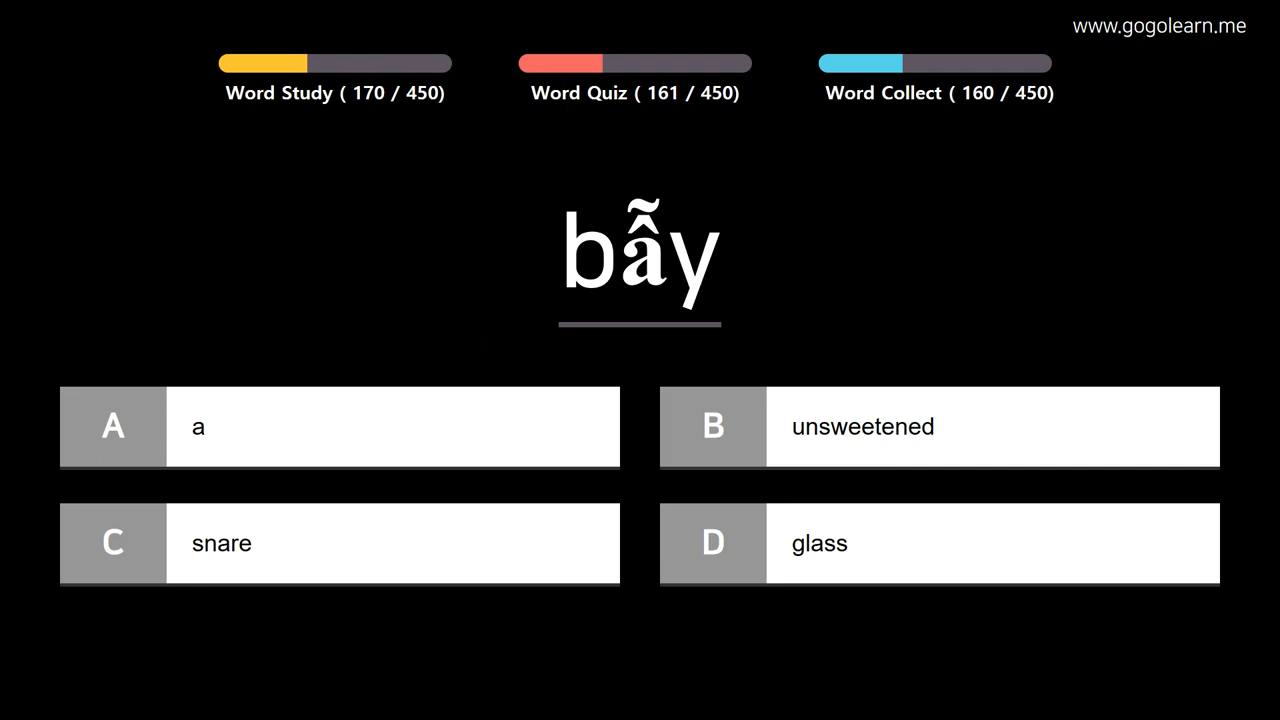 www.gogolearn.me
Word Study ( 170 / 450)
Word Quiz ( 161 / 450)
Word Collect ( 160 / 450)
bẫy
A a
B unsweetened
C snare
D glass